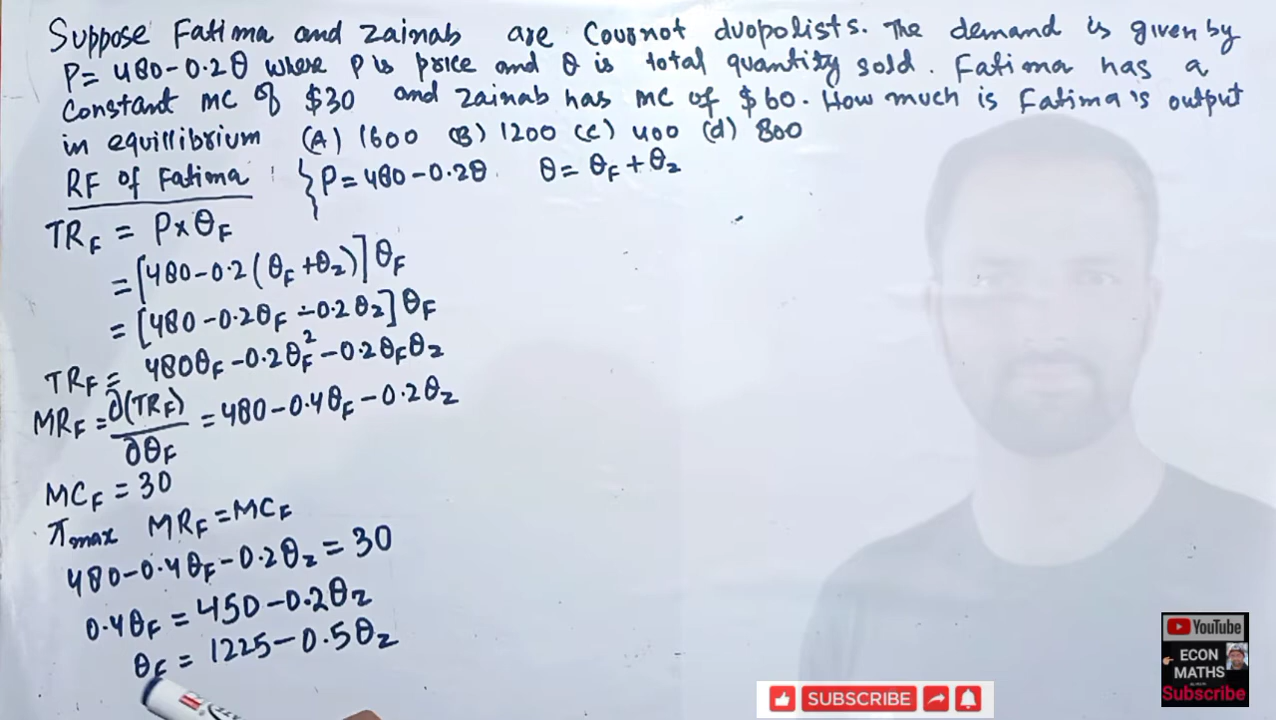 Suppose Fatima and Zainab are Cournot duopolists. The demand is given by
P = 480-0.2θ where P is price and θ is total quantity sold. Fatima has a
Constant MC of $30 and Zainab has MC of $60. How much is Fatima's output
in equillibrium (A) 1600 (B) 1200 (C) 400 (d) 800
RF of Fatima : { P = 480-0.2θ. θ = θF + θZ
TRF = P×θF
= [480-0.2(θF+θZ)]θF
= [480-0.2θF-0.2θZ]θF
TRF = 480θF-0.2θF²-0.2θFθZ
MRF = ∂(TRF)/∂θF = 480-0.4θF-0.2θZ
MCF = 30
πmax MRF = MCF
480-0.4θF-0.2θZ = 30
0.4θF = 450-0.2θZ
θF = 1225-0.5θZ
YouTube
ECON
MATHS
Subscribe
SUBSCRIBE